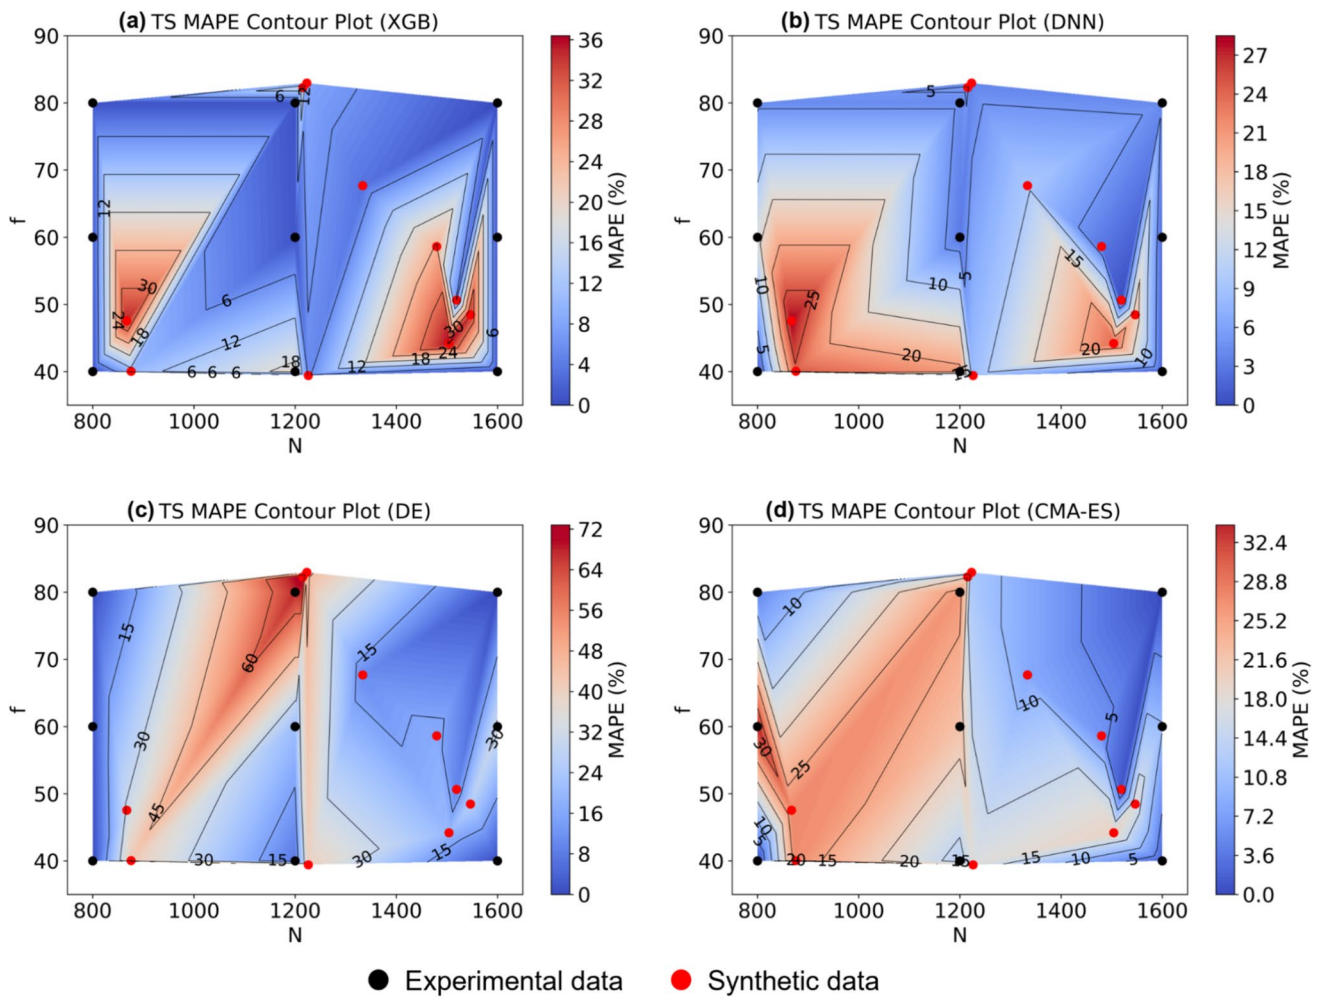 (a) TS MAPE Contour Plot (XGB)
90
80
70
60
50
40
f
800 1000 1200 1400 1600
N
6 12 12 30 24 18 6 12 6 6 6 18 12 18 24 30 6
36
32
28
24
20
16
12
8
4
0
MAPE (%)
(b) TS MAPE Contour Plot (DNN)
90
80
70
60
50
40
f
800 1000 1200 1400 1600
N
5 5 10 10 25 5 20 15 15 20 10
27
24
21
18
15
12
9
6
3
0
MAPE (%)
(c) TS MAPE Contour Plot (DE)
90
80
70
60
50
40
f
800 1000 1200 1400 1600
N
15 60 15 30 45 30 15 30 15 30
72
64
56
48
40
32
24
16
8
0
MAPE (%)
(d) TS MAPE Contour Plot (CMA-ES)
90
80
70
60
50
40
f
800 1000 1200 1400 1600
N
10 30 25 10 5 20 15 20 15 15 10 5 10 5
32.4
28.8
25.2
21.6
18.0
14.4
10.8
7.2
3.6
0.0
MAPE (%)
Experimental data
Synthetic data